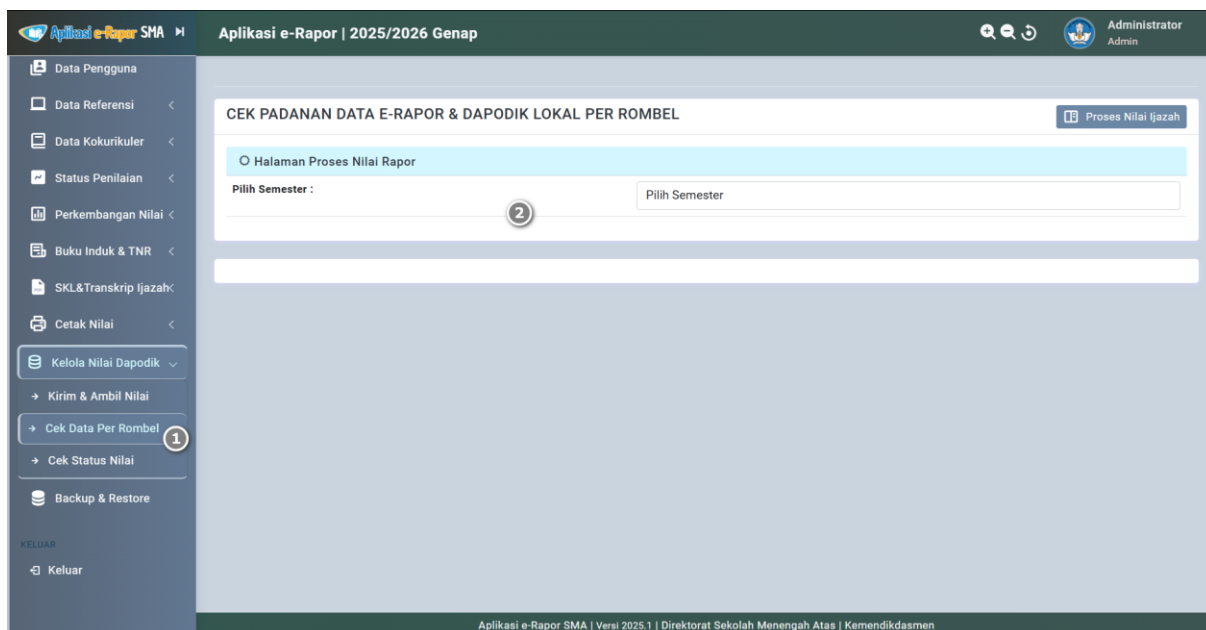 Aplikasi e-Rapor SMA
Aplikasi e-Rapor | 2025/2026 Genap
Administrator
Admin
Data Pengguna
Data Referensi
Data Kokurikuler
Status Penilaian
Perkembangan Nilai
Buku Induk & TNR
SKL&Transkrip Ijazah
Cetak Nilai
Kelola Nilai Dapodik
Kirim & Ambil Nilai
Cek Data Per Rombel
1
Cek Status Nilai
Backup & Restore
KELUAR
Keluar
CEK PADANAN DATA E-RAPOR & DAPODIK LOKAL PER ROMBEL
Proses Nilai Ijazah
Halaman Proses Nilai Rapor
Pilih Semester :
Pilih Semester
2
Aplikasi e-Rapor SMA | Versi 2025.1 | Direktorat Sekolah Menengah Atas | Kemendikdasmen